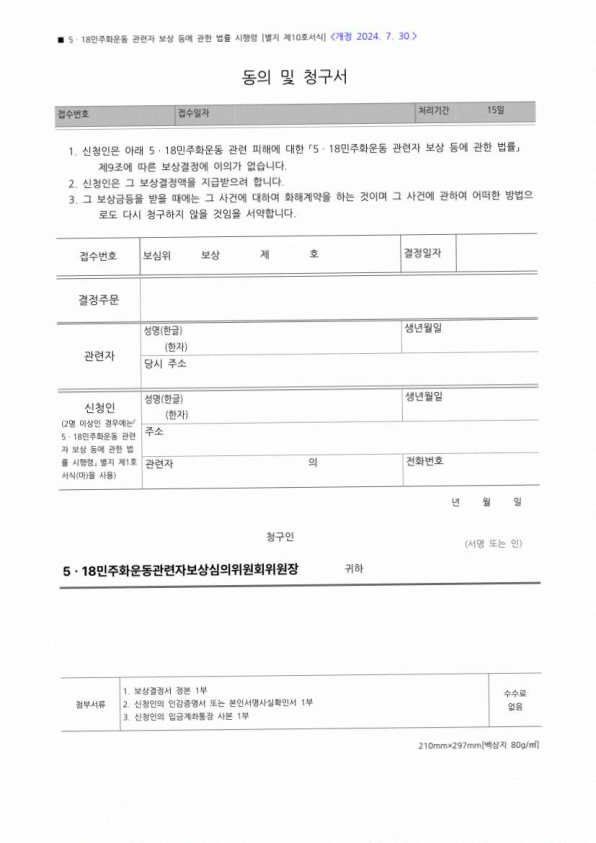 ■ 5ㆍ18민주화운동 관련자 보상 등에 관한 법률 시행령 [별지 제10호서식] <개정 2024. 7. 30.>
동의 및 청구서
접수번호 접수일자 처리기간 15일
1. 신청인은 아래 5ㆍ18민주화운동 관련 피해에 대한 「5ㆍ18민주화운동 관련자 보상 등에 관한 법률」
제9조에 따른 보상결정에 이의가 없습니다.
2. 신청인은 그 보상결정액을 지급받으려 합니다.
3. 그 보상금등을 받을 때에는 그 사건에 대하여 화해계약을 하는 것이며 그 사건에 관하여 어떠한 방법으
로도 다시 청구하지 않을 것임을 서약합니다.
접수번호 보심위 보상 제 호 결정일자
결정주문
관련자
성명(한글) 생년월일
(한자)
당시 주소
신청인
(2명 이상인 경우에는「
5ㆍ18민주화운동 관련
자 보상 등에 관한 법
률 시행령」 별지 제1호
서식(마)을 사용)
성명(한글) 생년월일
(한자)
주소
관련자 의 전화번호
년 월 일
청구인
(서명 또는 인)
5ㆍ18민주화운동관련자보상심의위원회위원장 귀하
첨부서류
1. 보상결정서 정본 1부
2. 신청인의 인감증명서 또는 본인서명사실확인서 1부
3. 신청인의 입금계좌통장 사본 1부
수수료
없음
210mm×297mm[백상지 80g/㎡]